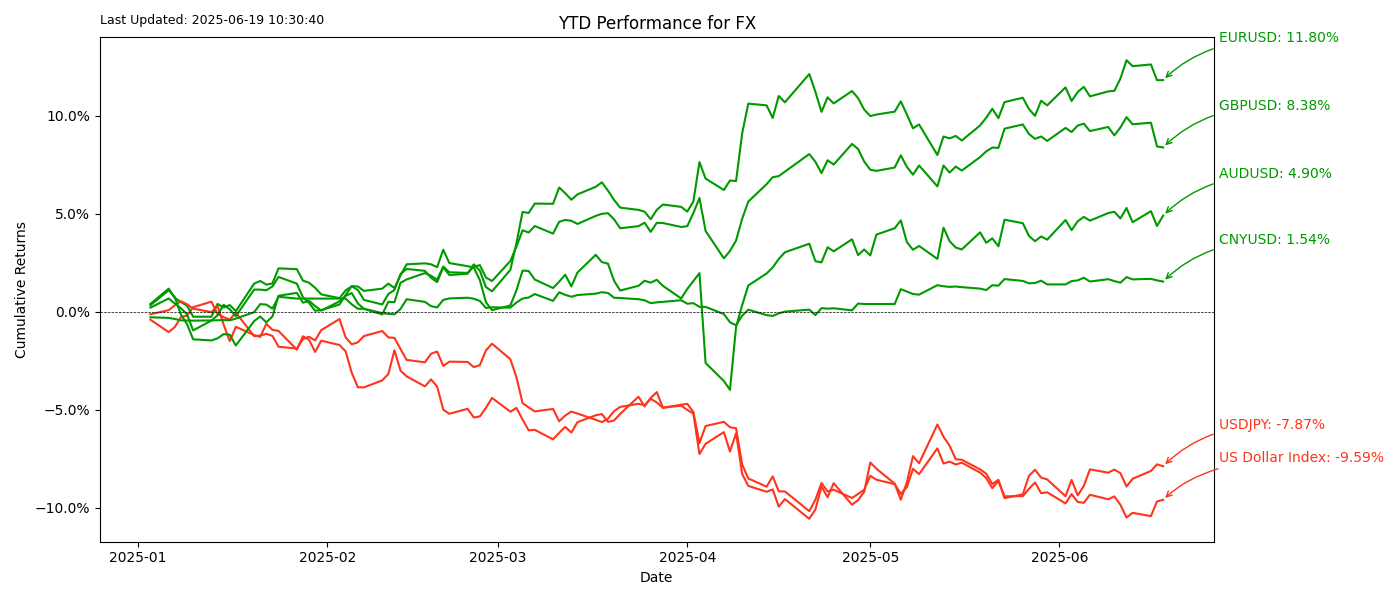 Last Updated: 2025-06-19 10:30:40
YTD Performance for FX
EURUSD: 11.80%
GBPUSD: 8.38%
AUDUSD: 4.90%
CNYUSD: 1.54%
USDJPY: -7.87%
US Dollar Index: -9.59%
Cumulative Returns
10.0%
5.0%
0.0%
−5.0%
−10.0%
2025-01
2025-02
2025-03
2025-04
2025-05
2025-06
Date